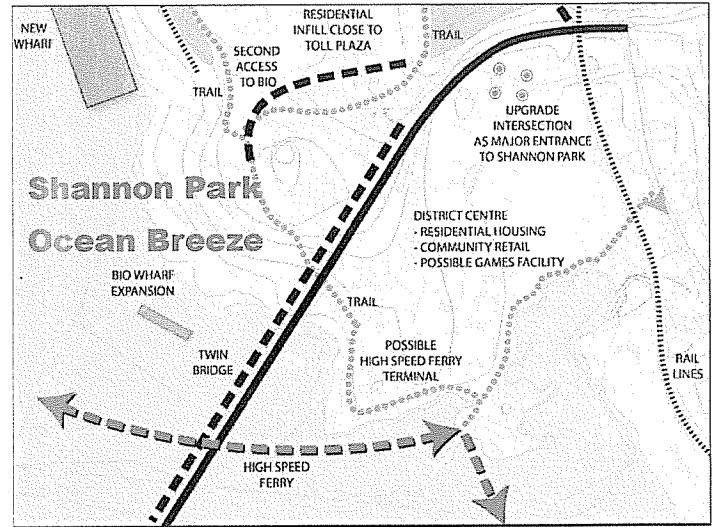 NEW
WHARF
RESIDENTIAL
INFILL CLOSE TO
TOLL PLAZA
SECOND
ACCESS
TO BIO
TRAIL
TRAIL
UPGRADE
INTERSECTION
AS MAJOR ENTRANCE
TO SHANNON PARK
Shannon Park
Ocean Breeze
DISTRICT CENTRE
- RESIDENTIAL HOUSING
- COMMUNITY RETAIL
- POSSIBLE GAMES FACILITY
BIO WHARF
EXPANSION
TRAIL
TWIN
BRIDGE
POSSIBLE
HIGH SPEED FERRY
TERMINAL
RAIL
LINES
HIGH SPEED
FERRY